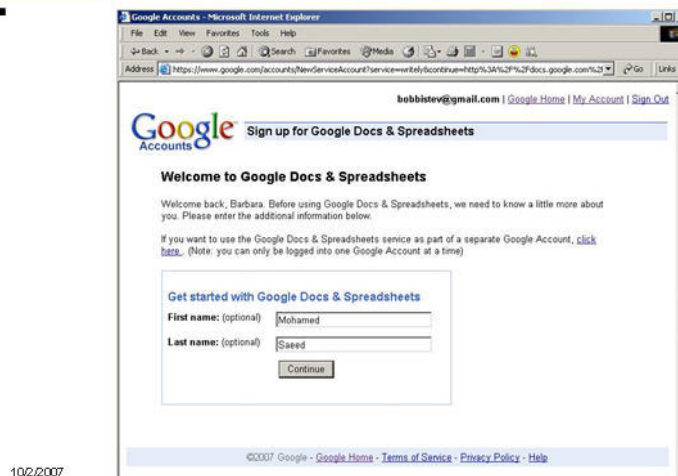 Google Accounts - Microsoft Internet Explorer
File Edit View Favorites Tools Help
Back Search Favorites Media
Address https://www.google.com/accounts/NewServiceAccount?service=writely&continue=http%3A%2F%2Fdocs.google.com%2F Go Links
bobbistev@gmail.com | Google Home | My Account | Sign Out
Google Accounts
Sign up for Google Docs & Spreadsheets
Welcome to Google Docs & Spreadsheets
Welcome back, Barbara. Before using Google Docs & Spreadsheets, we need to know a little more about
you. Please enter the additional information below.
If you want to use the Google Docs & Spreadsheets service as part of a separate Google Account, click
here . (Note: you can only be logged into one Google Account at a time)
Get started with Google Docs & Spreadsheets
First name: (optional) Mohamed
Last name: (optional) Saeed
Continue
©2007 Google - Google Home - Terms of Service - Privacy Policy - Help
10/2/2007